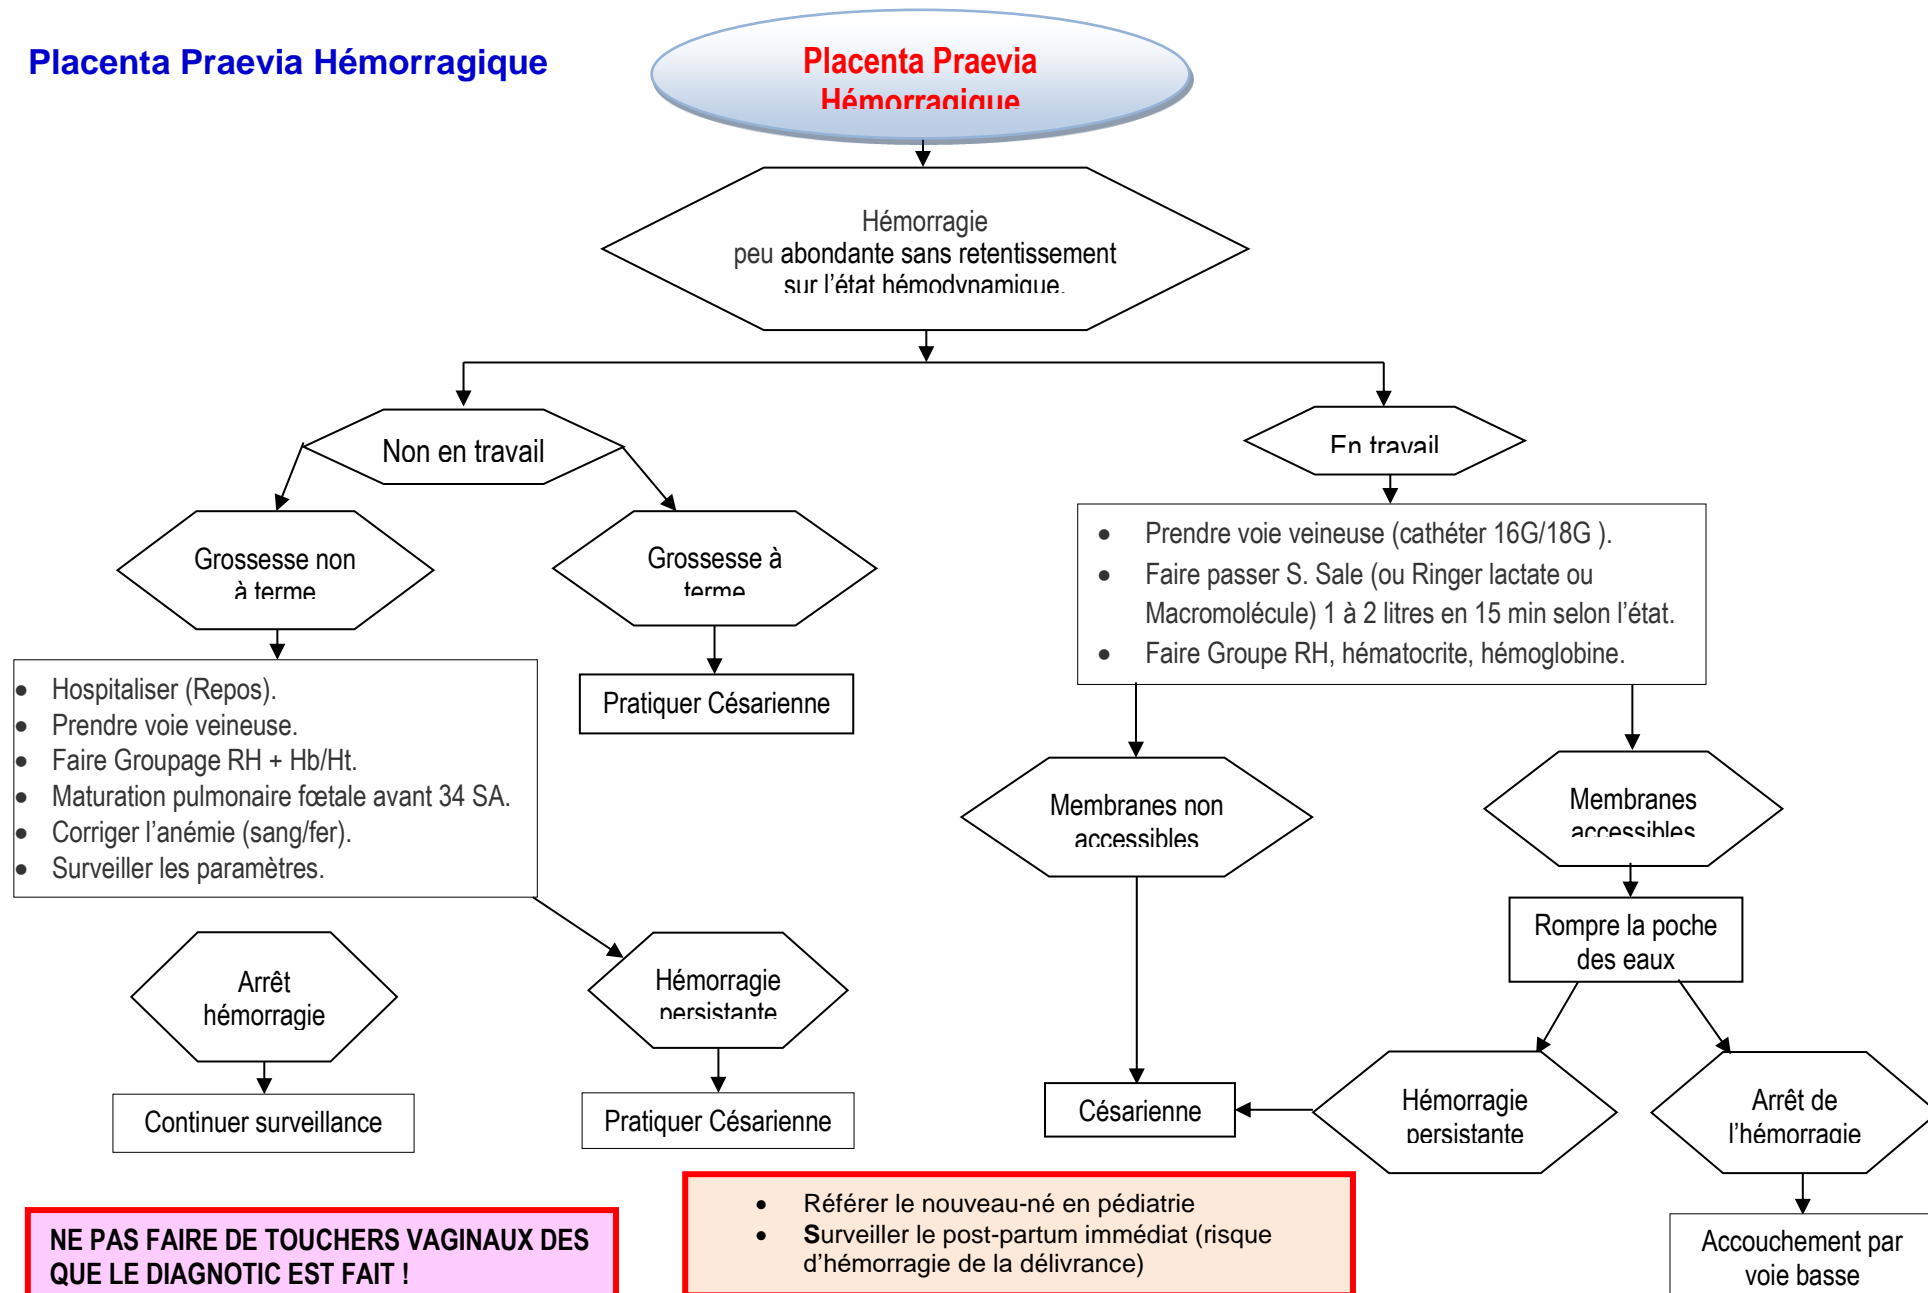 Placenta Praevia Hémorragique
Placenta Praevia
Hémorragique
Hémorragie
peu abondante sans retentissement
sur l'état hémodynamique.
Non en travail
En travail
Grossesse non
à terme
Grossesse à
terme
• Prendre voie veineuse (cathéter 16G/18G ).
• Faire passer S. Sale (ou Ringer lactate ou
Macromolécule) 1 à 2 litres en 15 min selon l'état.
• Faire Groupe RH, hématocrite, hémoglobine.
• Hospitaliser (Repos).
• Prendre voie veineuse.
• Faire Groupage RH + Hb/Ht.
• Maturation pulmonaire fœtale avant 34 SA.
• Corriger l'anémie (sang/fer).
• Surveiller les paramètres.
Pratiquer Césarienne
Membranes non
accessibles
Membranes
accessibles
Rompre la poche
des eaux
Arrêt
hémorragie
Hémorragie
persistante
Continuer surveillance
Pratiquer Césarienne
Césarienne
Hémorragie
persistante
Arrêt de
l'hémorragie
Accouchement par
voie basse
NE PAS FAIRE DE TOUCHERS VAGINAUX DES
QUE LE DIAGNOTIC EST FAIT !
• Référer le nouveau-né en pédiatrie
• Surveiller le post-partum immédiat (risque
d'hémorragie de la délivrance)